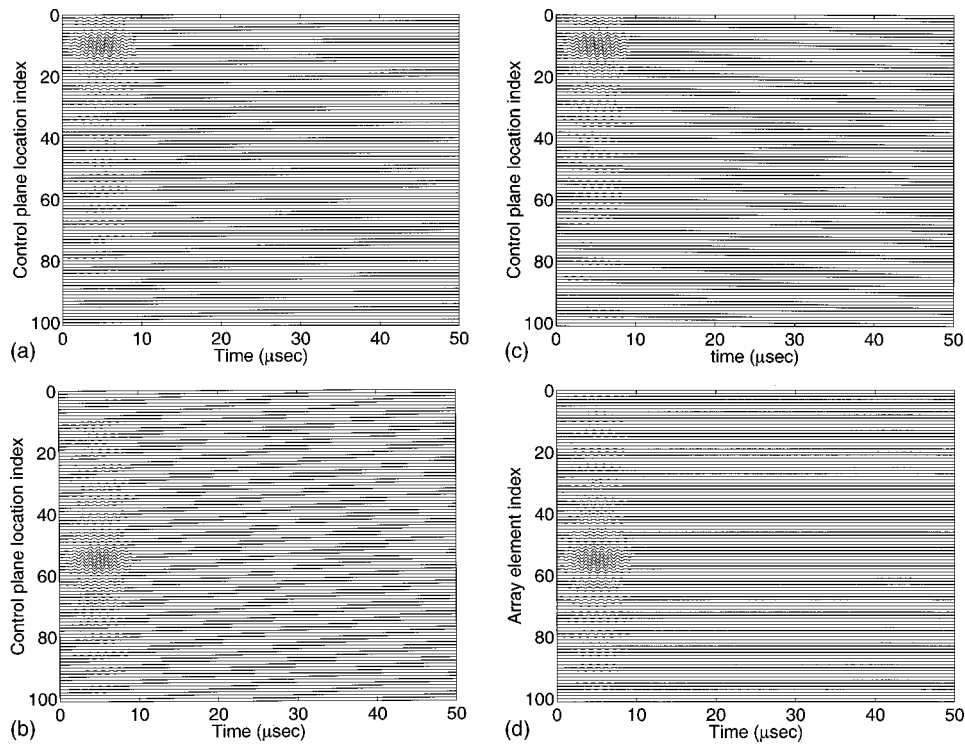 0
20
40
60
80
100
Control plane location index
0 10 20 30 40 50
Time (μsec)
(a)
0
20
40
60
80
100
Control plane location index
0 10 20 30 40 50
time (μsec)
(c)
0
20
40
60
80
100
Control plane location index
0 10 20 30 40 50
Time (μsec)
(b)
0
20
40
60
80
100
Array element index
0 10 20 30 40 50
Time (μsec)
(d)